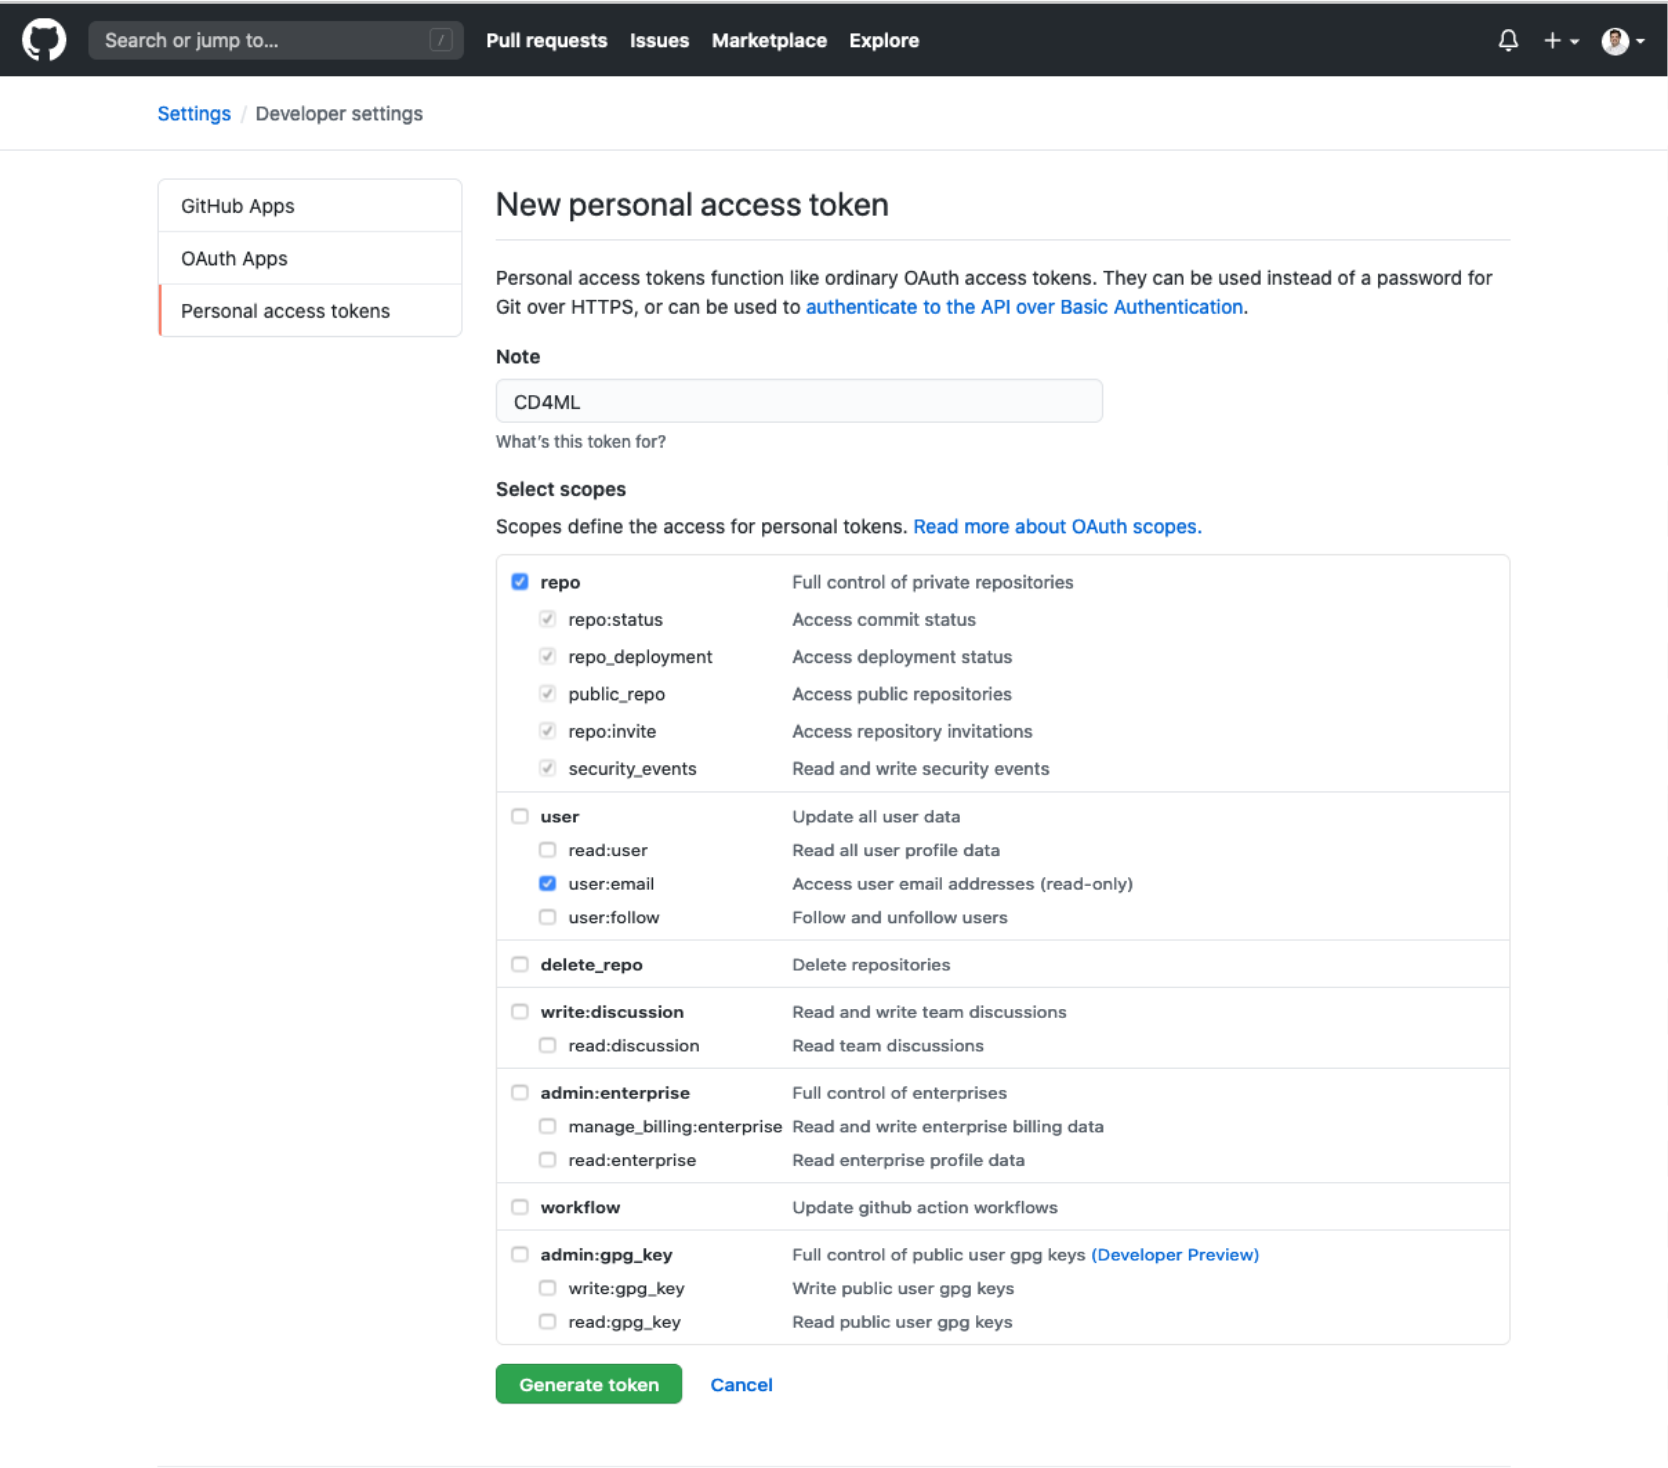 Search or jump to... /
Pull requests Issues Marketplace Explore
Settings / Developer settings
GitHub Apps
OAuth Apps
Personal access tokens
New personal access token
Personal access tokens function like ordinary OAuth access tokens. They can be used instead of a password for
Git over HTTPS, or can be used to authenticate to the API over Basic Authentication.
Note
CD4ML
What's this token for?
Select scopes
Scopes define the access for personal tokens. Read more about OAuth scopes.
repo Full control of private repositories
repo:status Access commit status
repo_deployment Access deployment status
public_repo Access public repositories
repo:invite Access repository invitations
security_events Read and write security events
user Update all user data
read:user Read all user profile data
user:email Access user email addresses (read-only)
user:follow Follow and unfollow users
delete_repo Delete repositories
write:discussion Read and write team discussions
read:discussion Read team discussions
admin:enterprise Full control of enterprises
manage_billing:enterprise Read and write enterprise billing data
read:enterprise Read enterprise profile data
workflow Update github action workflows
admin:gpg_key Full control of public user gpg keys (Developer Preview)
write:gpg_key Write public user gpg keys
read:gpg_key Read public user gpg keys
Generate token Cancel